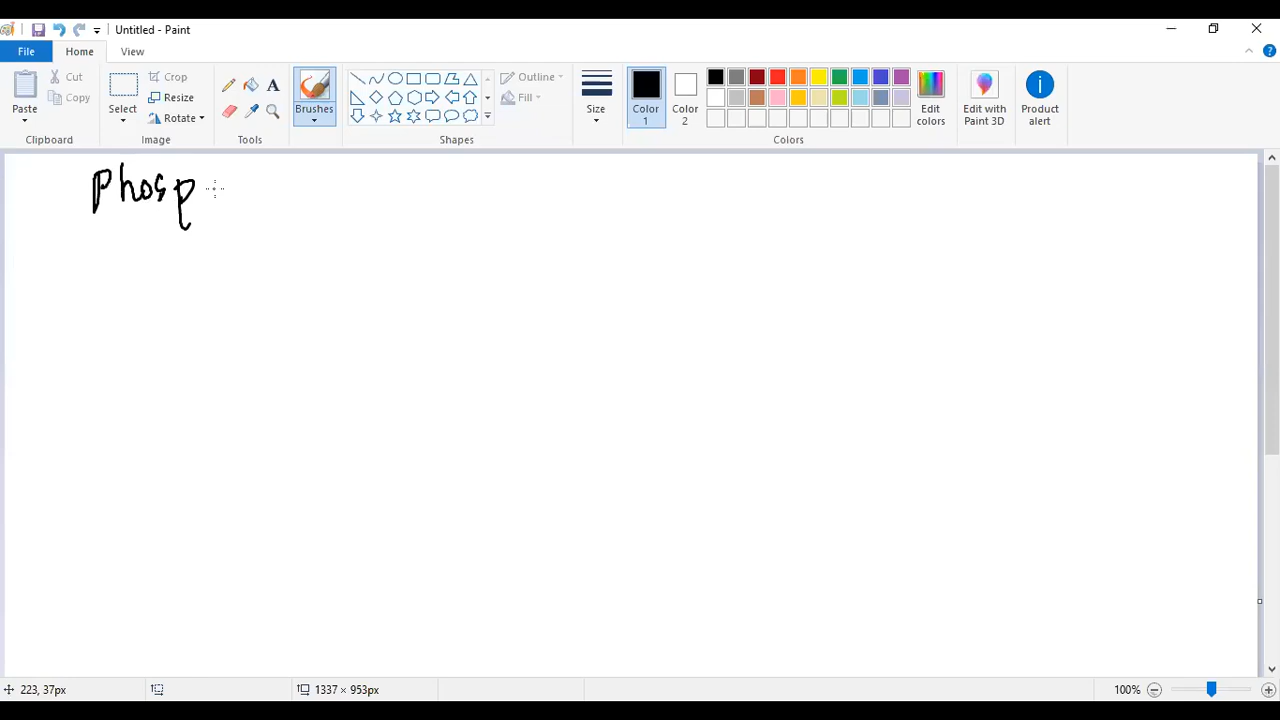 Untitled - Paint
File Home View
Paste Cut Copy Clipboard
Select Crop Resize Rotate Image
Tools
Brushes
Outline Fill Shapes
Size
Color 1 Color 2 Edit colors Colors
Edit with Paint 3D
Product alert
Phosp
223, 37px 1337 × 953px 100%